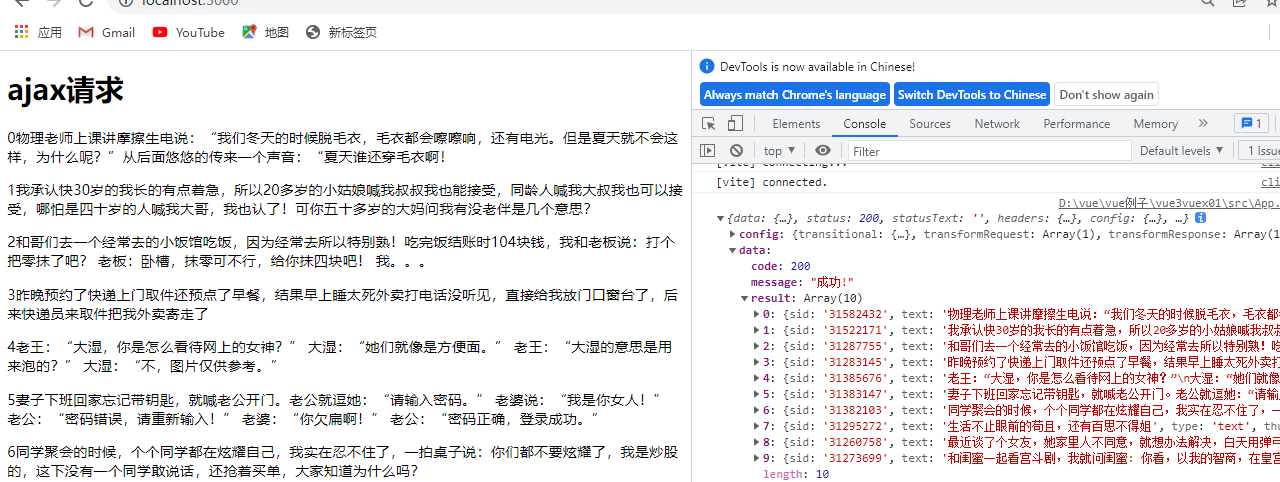 localhost:3000
应用 Gmail YouTube 地图 新标签页
ajax请求
0物理老师上课讲摩擦生电说：“我们冬天的时候脱毛衣，毛衣都会嚓嚓响，还有电光。但是夏天就不会这
样，为什么呢？”从后面悠悠的传来一个声音：“夏天谁还穿毛衣啊！
1我承认快30岁的我长的有点着急，所以20多岁的小姑娘喊我叔叔我也能接受，同龄人喊我大叔我也可以接
受，哪怕是四十岁的人喊我大哥，我也认了！可你五十多岁的大妈问我有没老伴是几个意思？
2和哥们去一个经常去的小饭馆吃饭，因为经常去所以特别熟！吃完饭结账时104块钱，我和老板说：打个
把零抹了吧？ 老板：卧槽，抹零可不行，给你抹四块吧！ 我。。。
3昨晚预约了快递上门取件还预点了早餐，结果早上睡太死外卖打电话没听见，直接给我放门口窗台了，后
来快递员来取件把我外卖寄走了
4老王：“大湿，你是怎么看待网上的女神？” 大湿：“她们就像是方便面。” 老王：“大湿的意思是用
来泡的？” 大湿：“不，图片仅供参考。“
5妻子下班回家忘记带钥匙，就喊老公开门。老公就逗她：“请输入密码。” 老婆说：“我是你女人！”
老公：“密码错误，请重新输入！” 老婆：“你欠扁啊！” 老公：“密码正确，登录成功。”
6同学聚会的时候，个个同学都在炫耀自己，我实在忍不住了，一拍桌子说：你们都不要炫耀了，我是炒股
的，这下没有一个同学敢说话，还抢着买单，大家知道为什么吗？
DevTools is now available in Chinese!
Always match Chrome's language Switch DevTools to Chinese Don't show again
Elements Console Sources Network Performance Memory » 1
top ▼ Filter Default levels ▼ 1 Issue
[vite] connecting... cli
[vite] connected. cli
D:\vue\vue例子\vue3vuex01\src\App.
{data: {…}, status: 200, statusText: '', headers: {…}, config: {…}, …}
config: {transitional: {…}, transformRequest: Array(1), transformResponse: Array(1
data:
code: 200
message: "成功!"
result: Array(10)
0: {sid: '31582432', text: '物理老师上课讲摩擦生电说：“我们冬天的时候脱毛衣，毛衣都
1: {sid: '31522171', text: '我承认快30岁的我长的有点着急，所以20多岁的小姑娘喊我叔叔
2: {sid: '31287755', text: '和哥们去一个经常去的小饭馆吃饭，因为经常去所以特别熟！吃
3: {sid: '31283145', text: '昨晚预约了快递上门取件还预点了早餐，结果早上睡太死外卖打
4: {sid: '31385676', text: '老王：“大湿，你是怎么看待网上的女神？”\n大湿：“她们就像
5: {sid: '31383147', text: '妻子下班回家忘记带钥匙，就喊老公开门。老公就逗她：“请输
6: {sid: '31382103', text: '同学聚会的时候，个个同学都在炫耀自己，我实在忍不住了，一
7: {sid: '31295272', text: '生活不止眼前的苟且，还有百思不得姐', type: 'text', thu
8: {sid: '31260758', text: '最近谈了个女友，她家里人不同意，就想办法解决，白天用弹弓
9: {sid: '31273699', text: '和闺蜜一起看宫斗剧，我就问闺蜜: 你看，以我的智商，在皇宫
length: 10